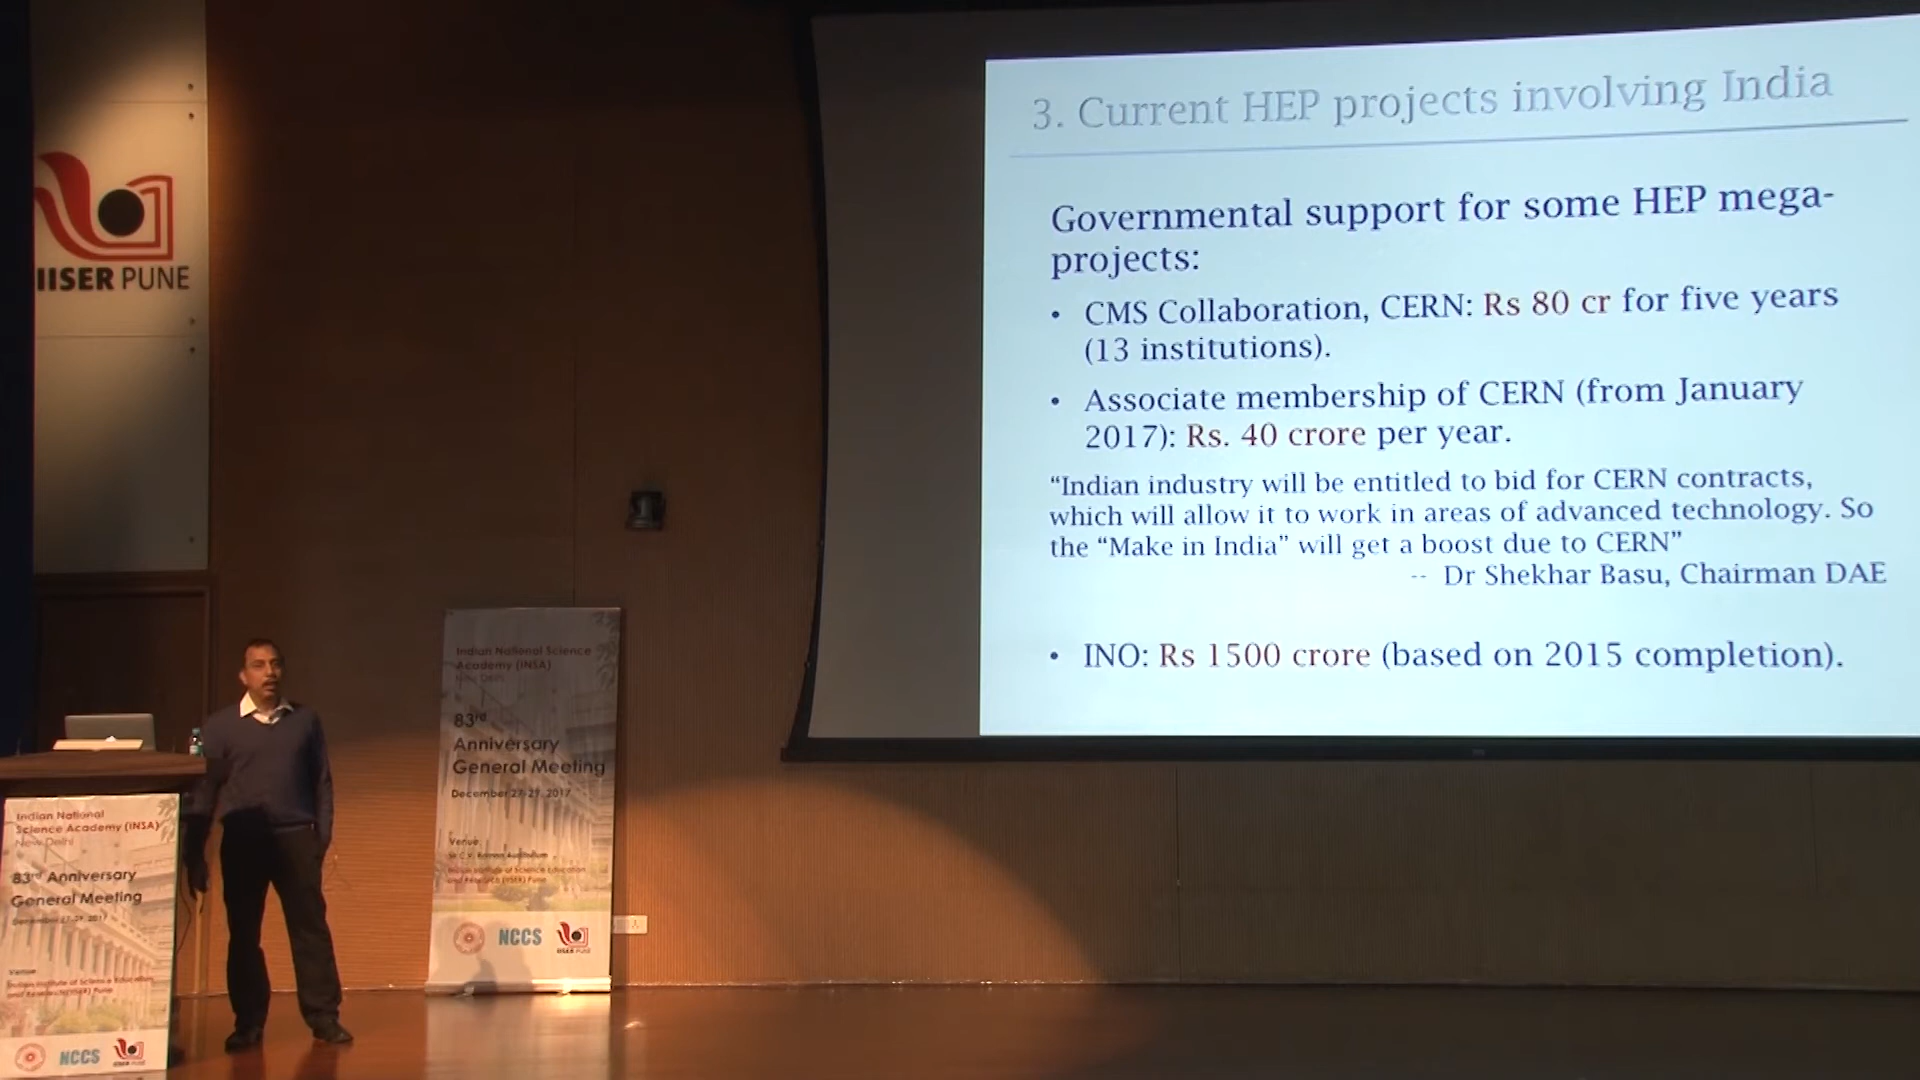 3. Current HEP projects involving India
Governmental support for some HEP mega-
projects:
• CMS Collaboration, CERN: Rs 80 cr for five years
(13 institutions).
• Associate membership of CERN (from January
2017): Rs. 40 crore per year.
“Indian industry will be entitled to bid for CERN contracts,
which will allow it to work in areas of advanced technology. So
the “Make in India” will get a boost due to CERN”
-- Dr Shekhar Basu, Chairman DAE
• INO: Rs 1500 crore (based on 2015 completion).
IISER PUNE
Indian National Science
Academy (INSA)
New Delhi
83rd
Anniversary
General Meeting
December 27-29, 2017
Venue
Sir C.V. Raman Auditorium
Indian Institute of Science Education
and Research (IISER) Pune
NCCS
IISER PUNE
Indian National
Science Academy (INSA)
New Delhi
83rd Anniversary
General Meeting
December 27-29, 2017
Venue
Indian Institute of Science Education
and Research (IISER) Pune
NCCS
IISER PUNE